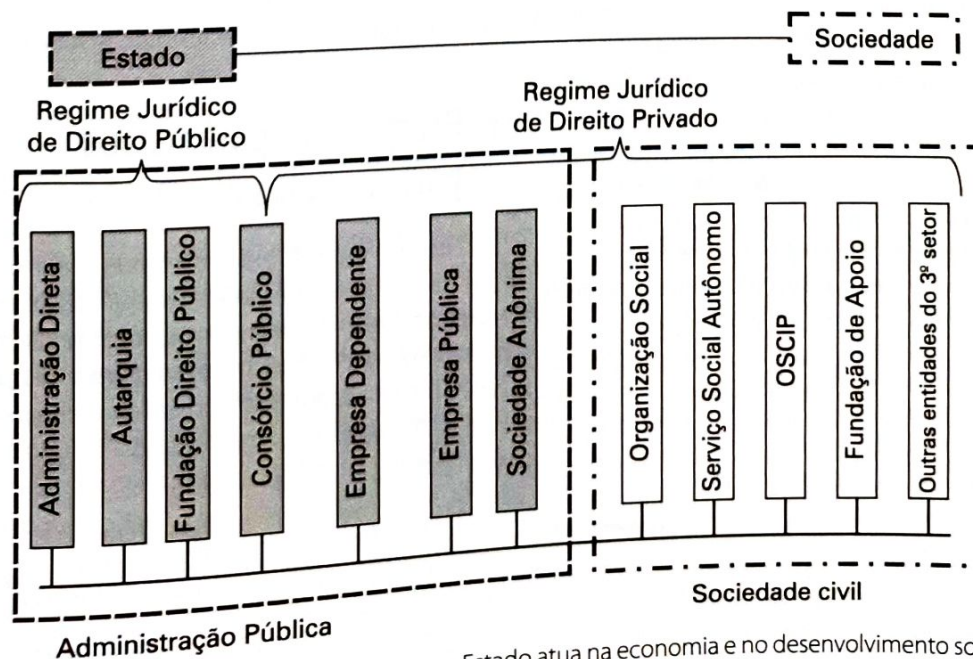 Estado
Sociedade
Regime Jurídico
de Direito Público
Regime Jurídico
de Direito Privado
Administração Direta
Autarquia
Fundação Direito Público
Consórcio Público
Empresa Dependente
Empresa Pública
Sociedade Anônima
Organização Social
Serviço Social Autônomo
OSCIP
Fundação de Apoio
Outras entidades do 3º setor
Administração Pública
Sociedade civil
Estado atua na economia e no desenvolvimento